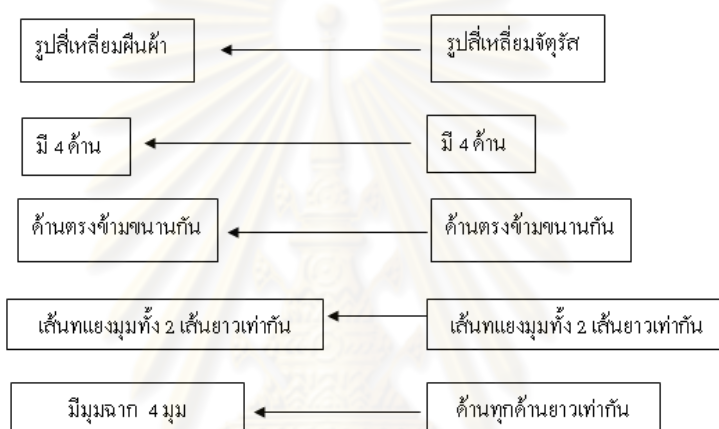 รูปสี่เหลี่ยมผืนผ้า รูปสี่เหลี่ยมจัตุรัส
มี 4 ด้าน มี 4 ด้าน
ด้านตรงข้ามขนานกัน ด้านตรงข้ามขนานกัน
เส้นทแยงมุมทั้ง 2 เส้นยาวเท่ากัน เส้นทแยงมุมทั้ง 2 เส้นยาวเท่ากัน
มีมุมฉาก 4 มุม ด้านทุกด้านยาวเท่ากัน